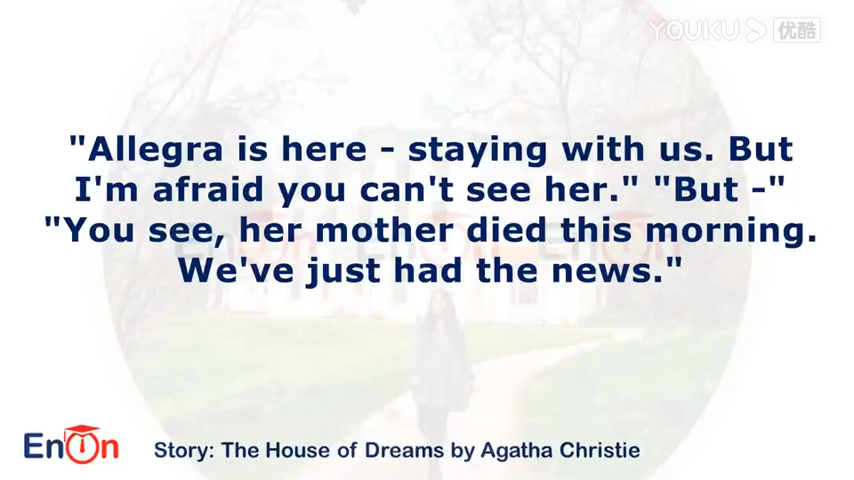 YOUKU 优酷
"Allegra is here - staying with us. But
I'm afraid you can't see her." "But -"
"You see, her mother died this morning.
We've just had the news."
EnOn
Story: The House of Dreams by Agatha Christie